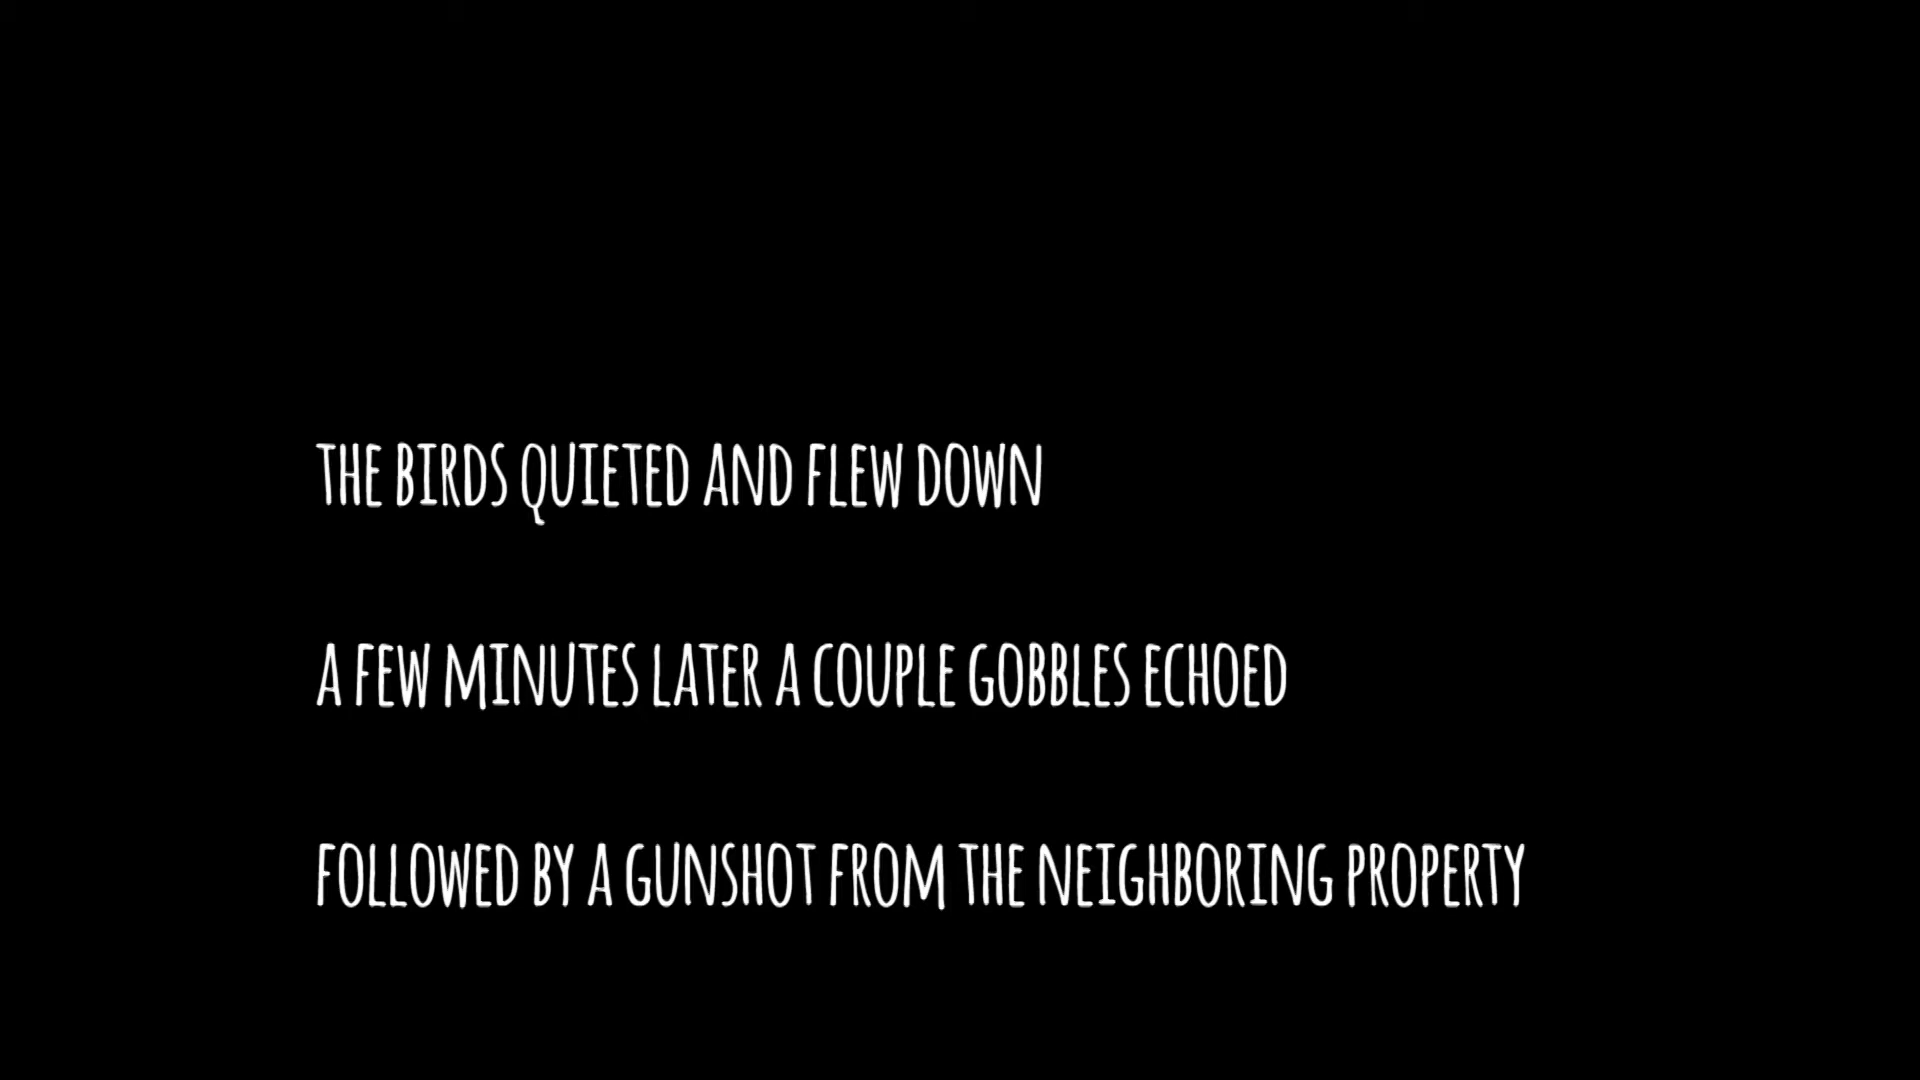 THE BIRDS QUIETED AND FLEW DOWN
A FEW MINUTES LATER A COUPLE GOBBLES ECHOED
FOLLOWED BY A GUNSHOT FROM THE NEIGHBORING PROPERTY